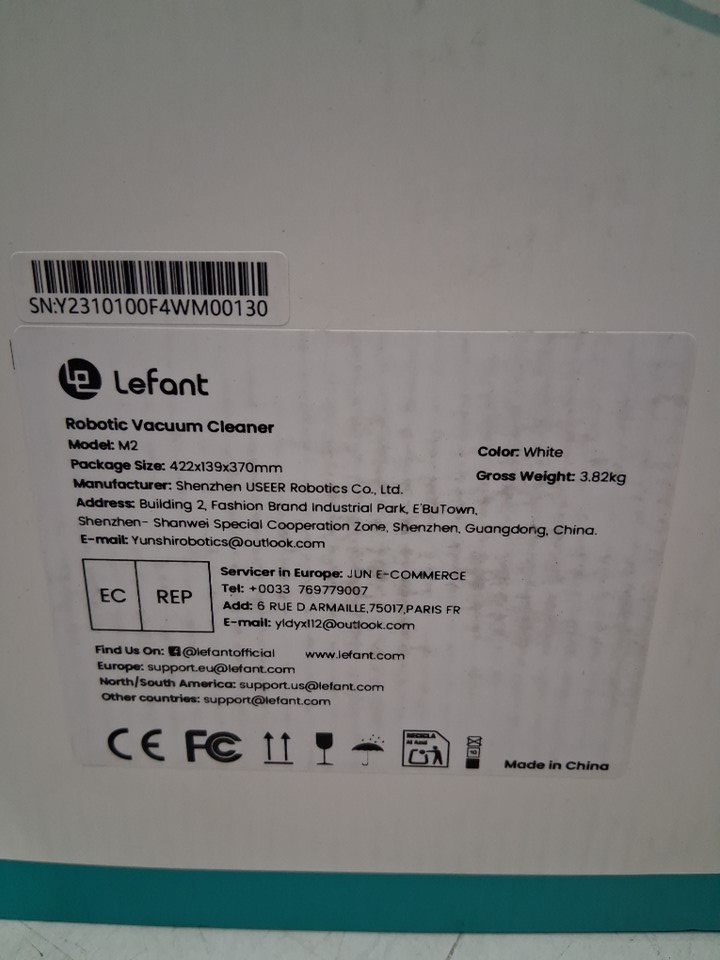 SN:Y2310100F4WM00130
Lefant
Robotic Vacuum Cleaner
Model: M2
Color: White
Package Size: 422x139x370mm
Gross Weight: 3.82kg
Manufacturer: Shenzhen USEER Robotics Co., Ltd.
Address: Building 2, Fashion Brand Industrial Park, E'BuTown,
Shenzhen- Shanwei Special Cooperation Zone, Shenzhen, Guangdong, China.
E-mail: Yunshirobotics@outlook.com
EC REP
Servicer in Europe: JUN E-COMMERCE
Tel: +0033 769779007
Add: 6 RUE D ARMAILLE,75017,PARIS FR
E-mail: yldyxl12@outlook.com
Find Us On: @lefantofficial www.lefant.com
Europe: support.eu@lefant.com
North/South America: support.us@lefant.com
Other countries: support@lefant.com
CE FC
RECICLA
Al Azul
10
Made in China